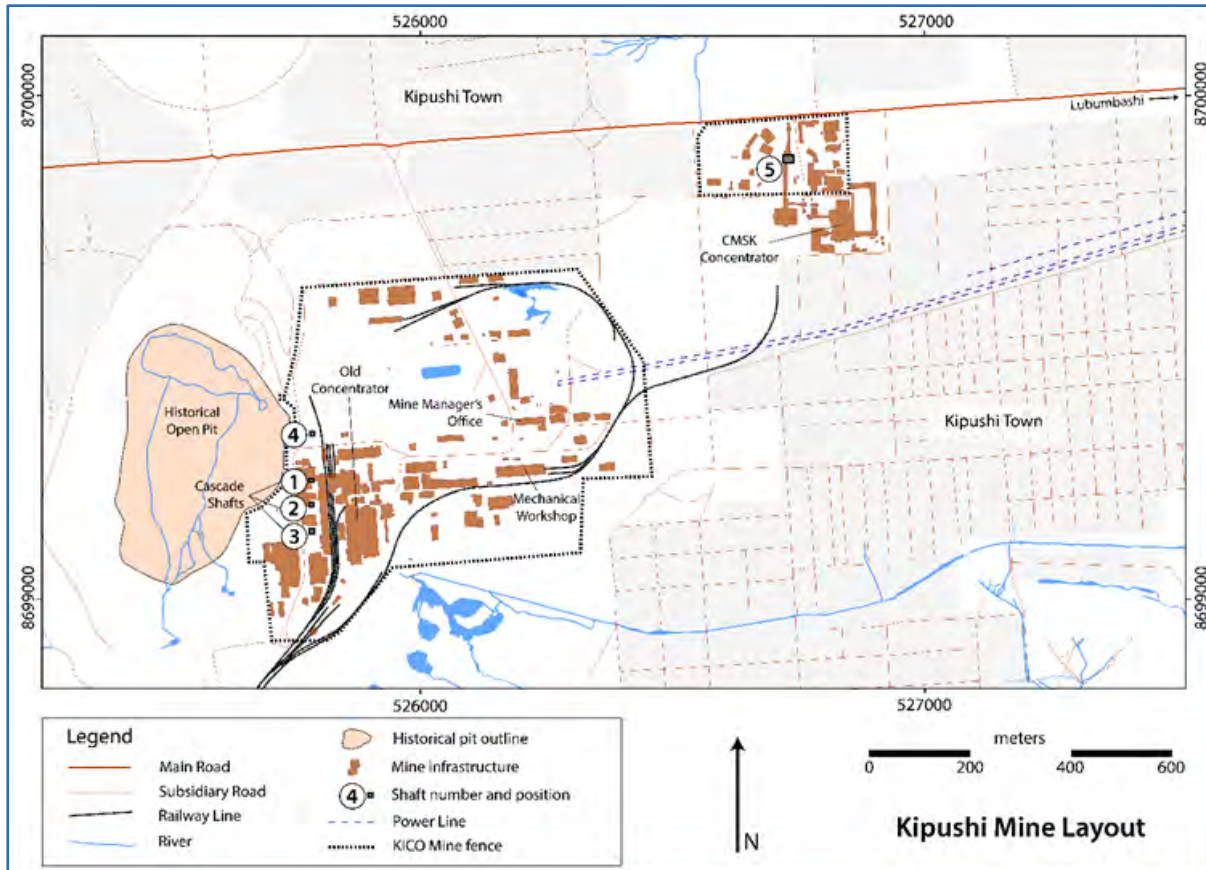 526000
527000
8700000
8700000
Kipushi Town
Lubumbashi
5
CMSK
Concentrator
Old
Concentrator
Historical
Open Pit
Mine Manager's
Office
Kipushi Town
4
Cascade
Shafts
1
2
3
Mechanical
Workshop
8699000
8699000
526000
527000
Legend
Main Road
Subsidiary Road
Railway Line
River
Historical pit outline
Mine infrastructure
4 Shaft number and position
Power Line
KICO Mine fence
N
meters
0 200 400 600
Kipushi Mine Layout